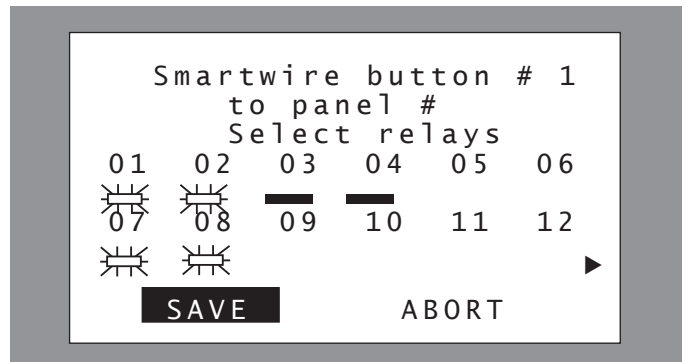 Smartwire button # 1
to panel #
Select relays
01 02 03 04 05 06
07 08 09 10 11 12
SAVE ABORT